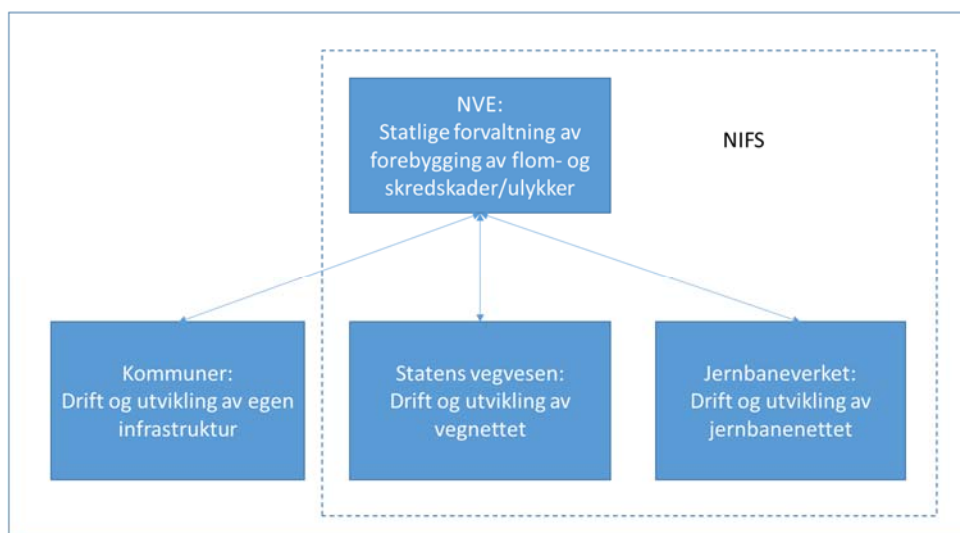 NVE:
Statlige forvaltning av
forebygging av flom- og
skredskader/ulykker
NIFS
Kommuner:
Drift og utvikling av egen
infrastruktur
Statens vegvesen:
Drift og utvikling av
vegnettet
Jernbaneverket:
Drift og utvikling av
jernbanenettet